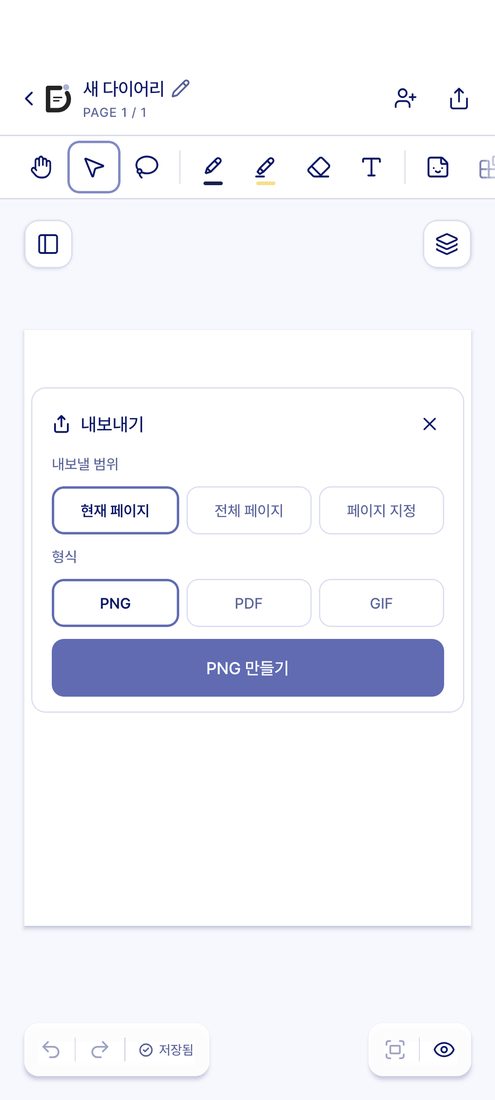 새 다이어리
PAGE 1 / 1
내보내기
내보낼 범위
현재 페이지 전체 페이지 페이지 지정
형식
PNG PDF GIF
PNG 만들기
저장됨